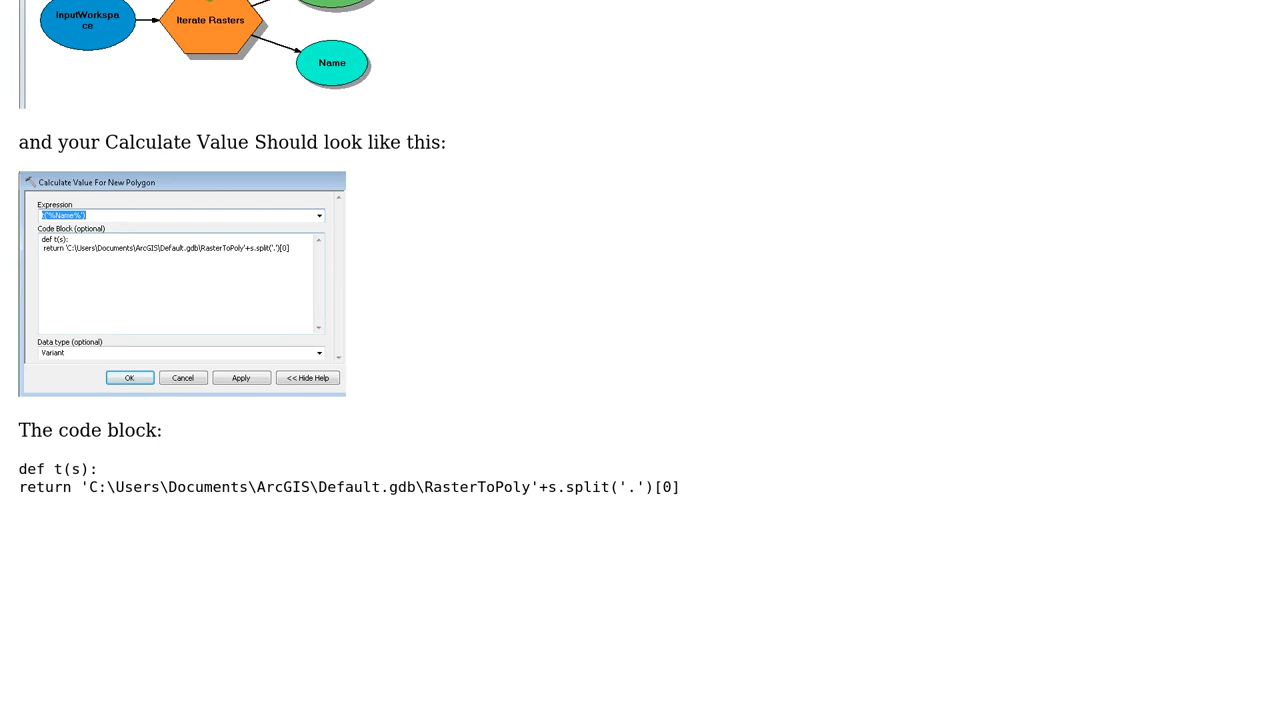 InputWorkspa
ce
Iterate Rasters
Name
and your Calculate Value Should look like this:
Calculate Value For New Polygon
Expression
t('%Name%')
Code Block (optional)
def t(s):
return 'C:\Users\Documents\ArcGIS\Default.gdb\RasterToPoly'+s.split('.')[0]
Data type (optional)
Variant
OK Cancel Apply << Hide Help
The code block:
def t(s):
return 'C:\Users\Documents\ArcGIS\Default.gdb\RasterToPoly'+s.split('.')[0]